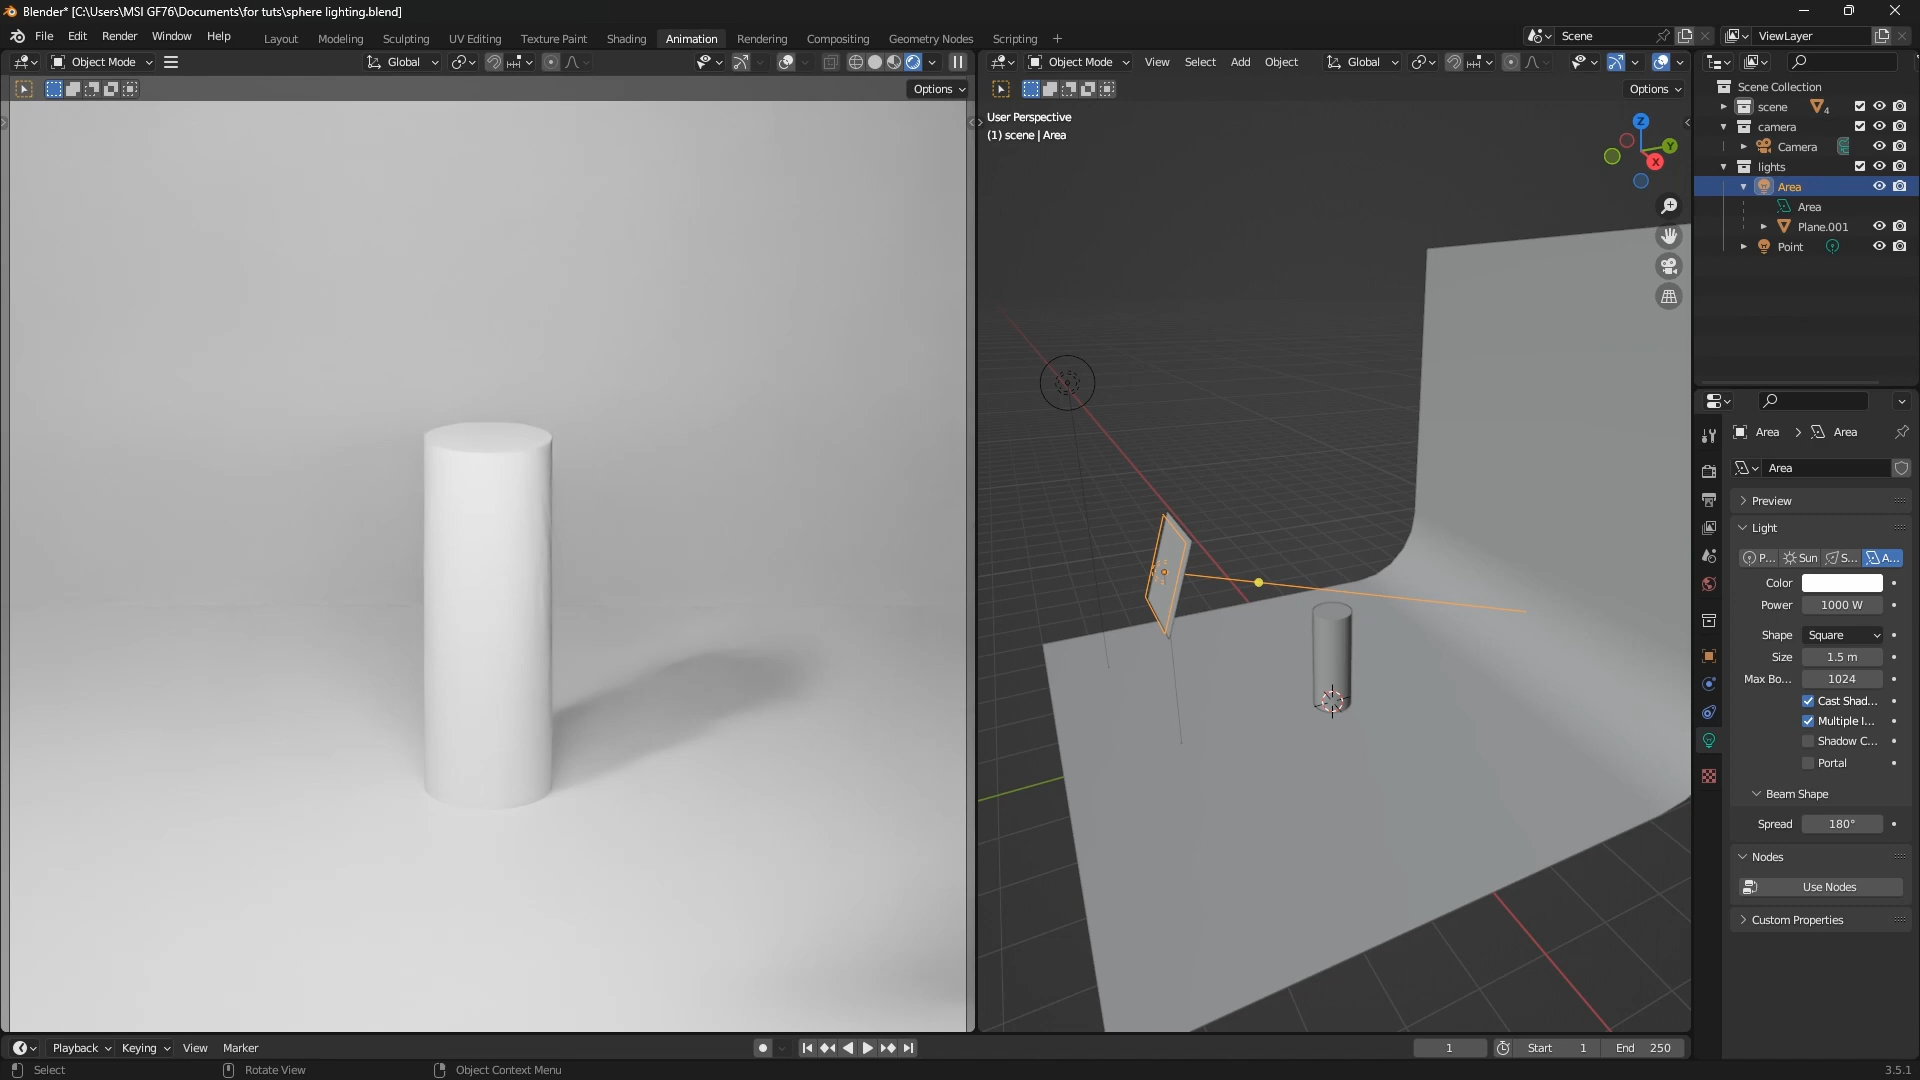 Blender* [C:\Users\MSI GF76\Documents\for tuts\sphere lighting.blend]
File Edit Render Window Help Layout Modeling Sculpting UV Editing Texture Paint Shading Animation Rendering Compositing Geometry Nodes Scripting + Scene ViewLayer
Object Mode Global Object Mode View Select Add Object Global
Options Options
User Perspective
(1) scene | Area
Z
Y
X
Scene Collection
scene 4
camera
Camera
lights
Area
Area
Plane.001
Point
Area > Area
Area
Preview
Light
P... Sun S... A...
Color
Power 1000 W
Shape Square
Size 1.5 m
Max Bo... 1024
Cast Shad...
Multiple I...
Shadow C...
Portal
Beam Shape
Spread 180°
Nodes
Use Nodes
Custom Properties
Playback Keying View Marker 1 Start 1 End 250
Select Rotate View Object Context Menu 3.5.1